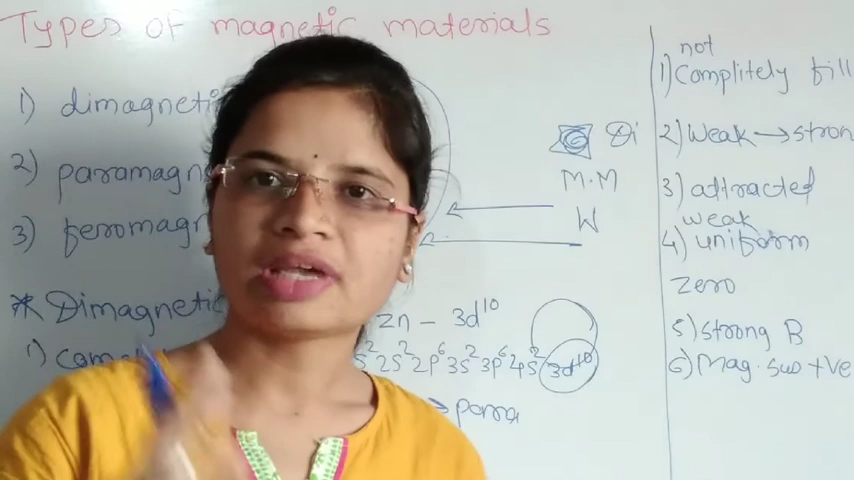 Types of magnetic materials
1) dimagneti
2) paramagn
3) feromagn
Di
M.M
W
* Dimagnetic
1) com
Zn - 3d¹⁰
s² 2s² 2p⁶ 3s² 3p⁶ 4s² 3d¹⁰
→ parra
not
1) Complitely fill
2) Weak → stron
3) attracted
weak
4) uniform
zero
5) strong B
6) Mag. sus +ve